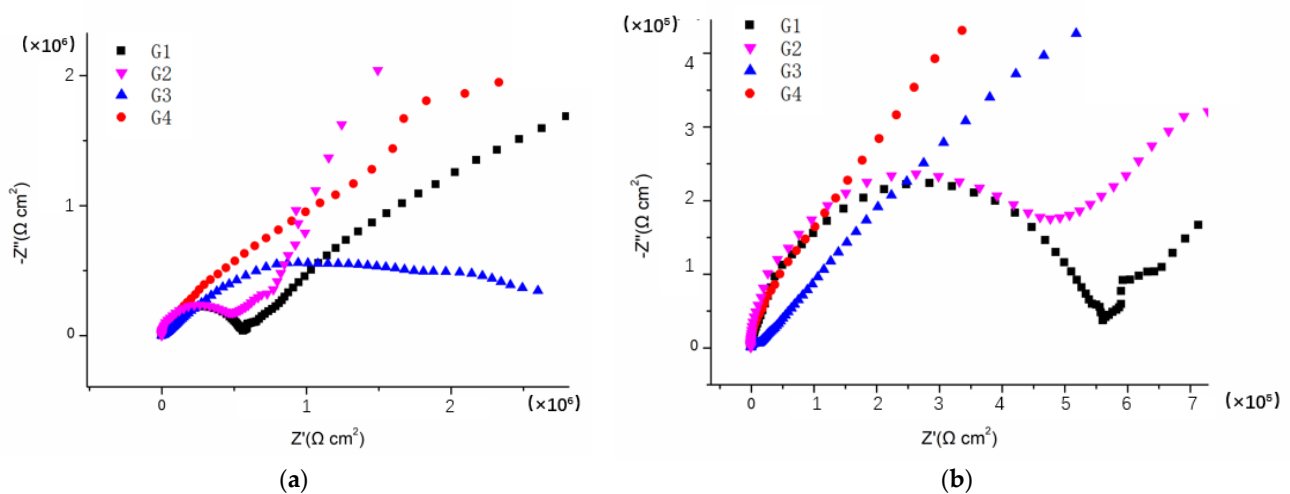 (×10⁶)
G1
G2
G3
G4
2
1
0
-Z''(Ω cm²)
0
1
2
(×10⁶)
Z'(Ω cm²)
(a)
(×10⁵)
G1
G2
G3
G4
4
3
2
1
0
-Z''(Ω cm²)
0
1
2
3
4
5
6
7
(×10⁵)
Z'(Ω cm²)
(b)